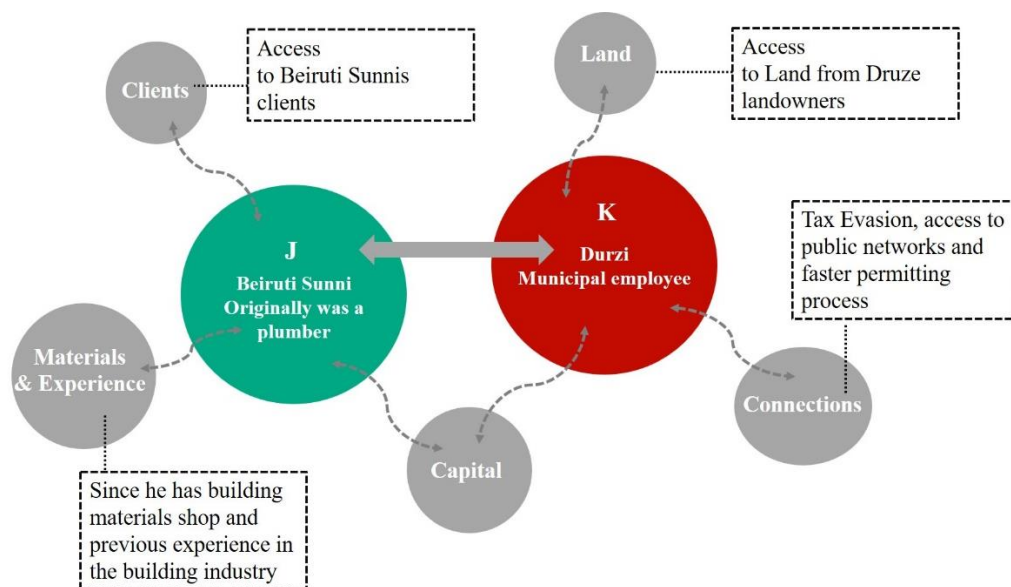 Clients
Access
to Beiruti Sunnis
clients
Land
Access
to Land from Druze
landowners
J
Beiruti Sunni
Originally was a
plumber
K
Durzi
Municipal employee
Tax Evasion, access to
public networks and
faster permitting
process
Materials
& Experience
Capital
Connections
Since he has building
materials shop and
previous experience in
the building industry